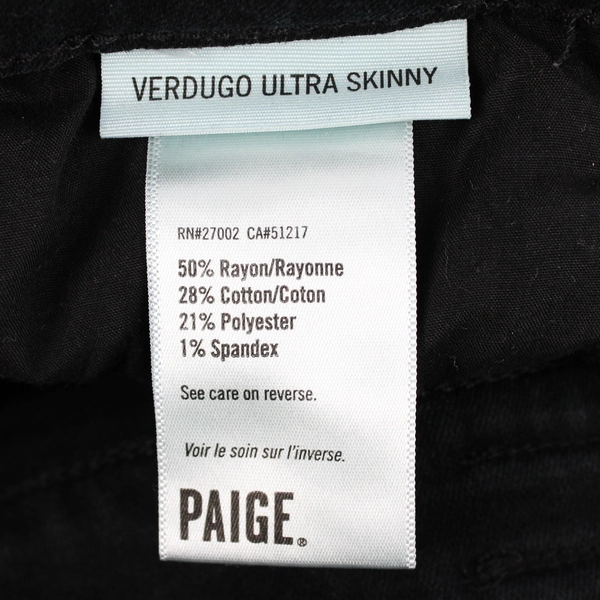 VERDUGO ULTRA SKINNY
RN#27002 CA#51217
50% Rayon/Rayonne
28% Cotton/Coton
21% Polyester
1% Spandex
See care on reverse.
Voir le soin sur l'inverse.
PAIGE®